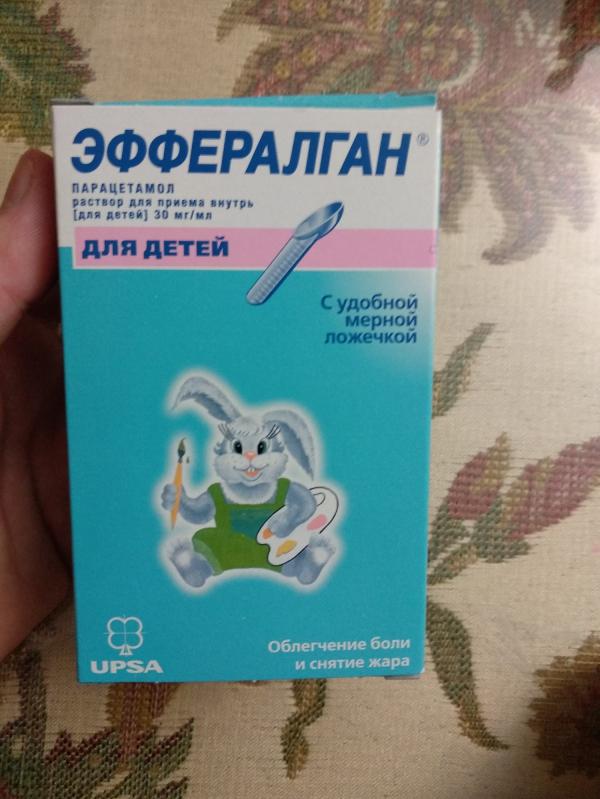 ЭФФЕРАЛГАН®
ПАРАЦЕТАМОЛ
раствор для приема внутрь
[для детей] 30 мг/мл
ДЛЯ ДЕТЕЙ
С удобной
мерной
ложечкой
UPSA
Облегчение боли
и снятие жара